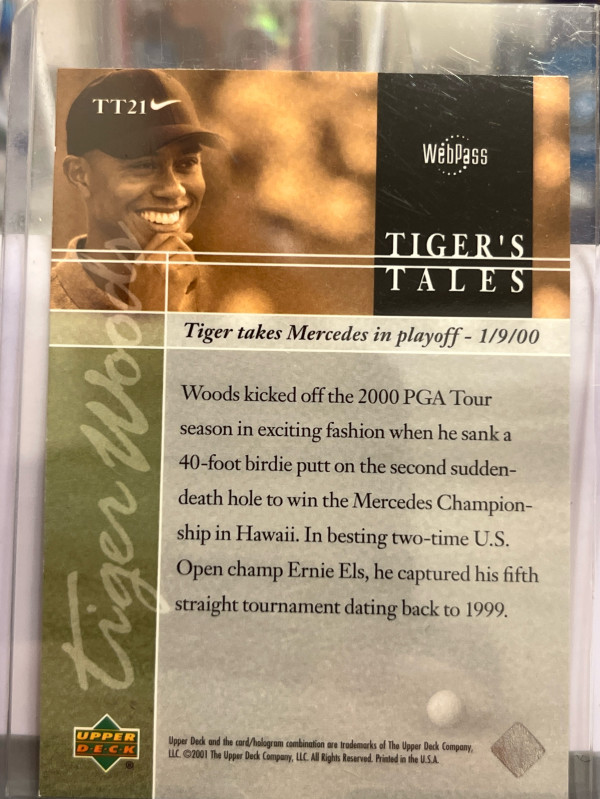 TT21
WebPass
TIGER'S
TALES
Tiger takes Mercedes in playoff - 1/9/00
Woods kicked off the 2000 PGA Tour
season in exciting fashion when he sank a
40-foot birdie putt on the second sudden-
death hole to win the Mercedes Champion-
ship in Hawaii. In besting two-time U.S.
Open champ Ernie Els, he captured his fifth
straight tournament dating back to 1999.
Tiger Woods
UPPER
DECK
Upper Deck and the card/hologram combination are trademarks of The Upper Deck Company,
LLC. ©2001 The Upper Deck Company, LLC. All Rights Reserved. Printed in the U.S.A.